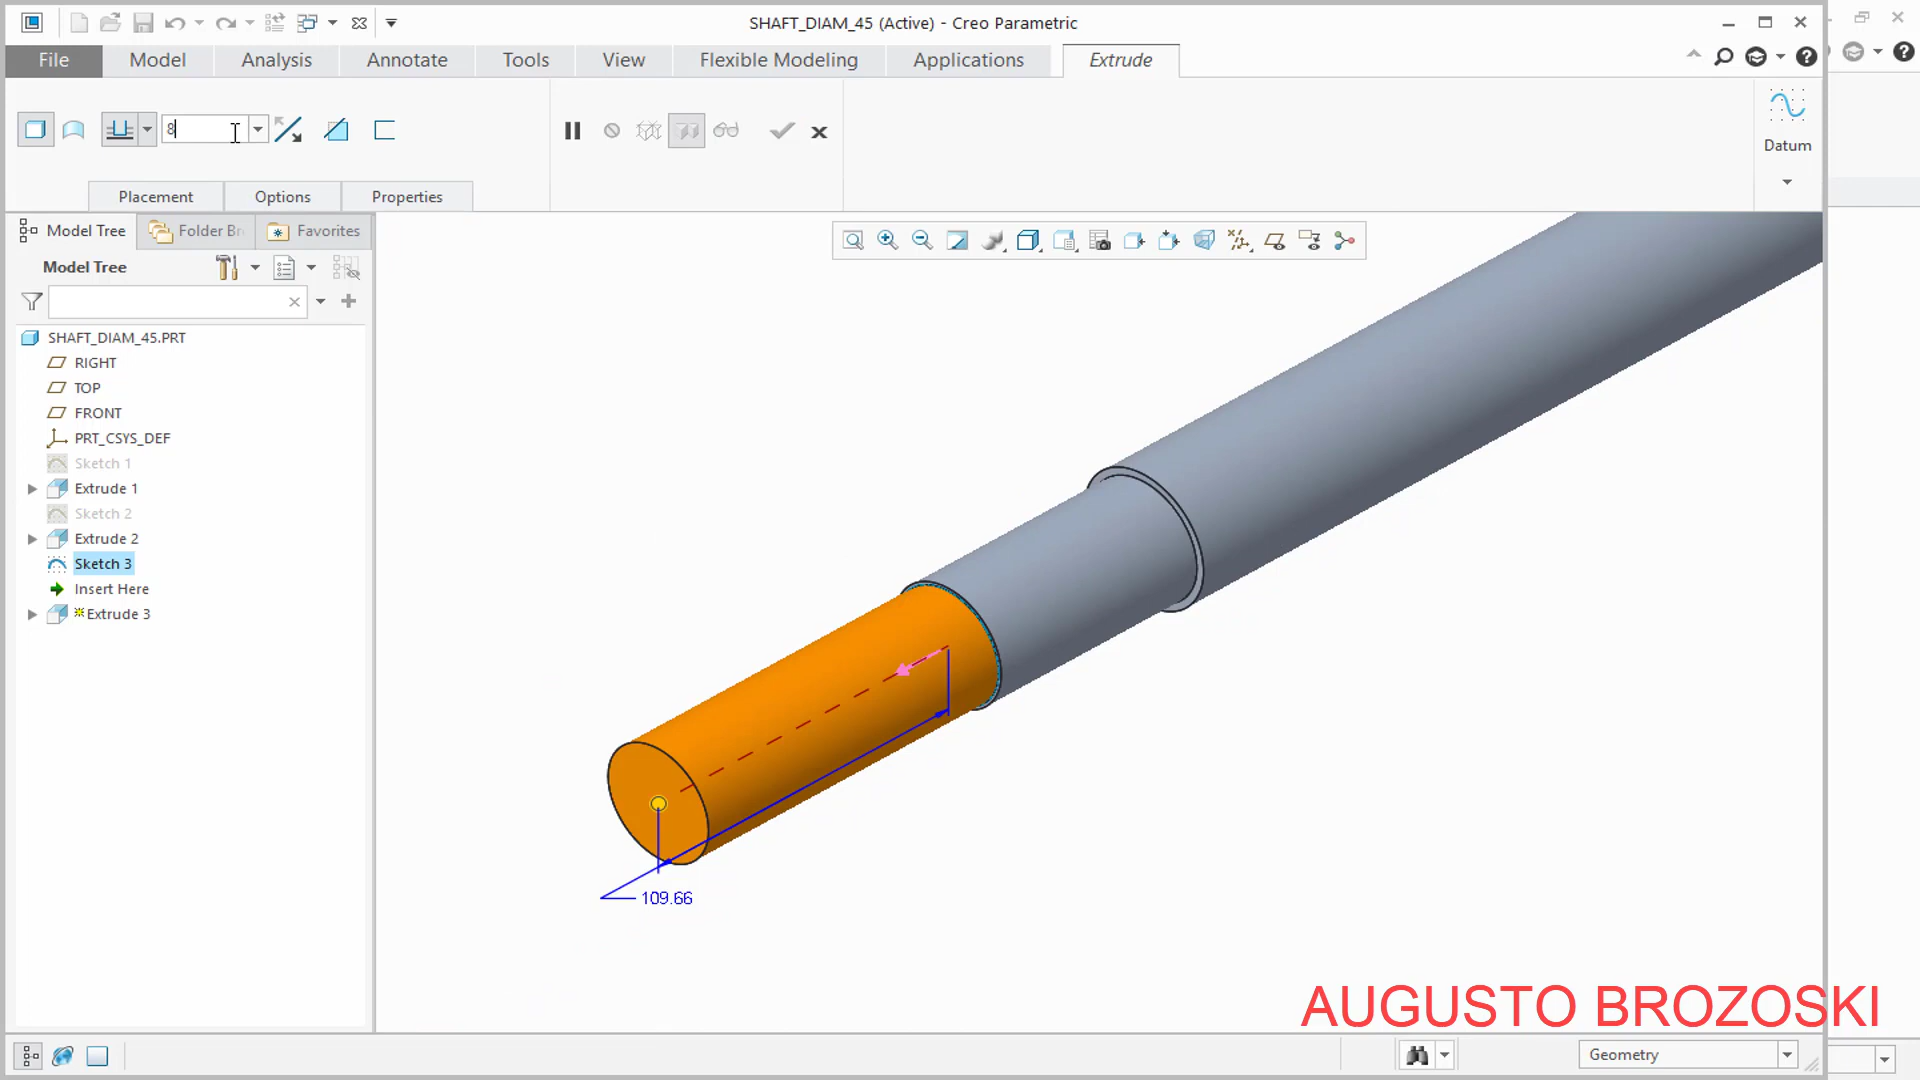 SHAFT_DIAM_45 (Active) - Creo Parametric
File
Model
Analysis
Annotate
Tools
View
Flexible Modeling
Applications
Extrude
8
Datum
Placement
Options
Properties
Model Tree
Folder Br
Favorites
Model Tree
SHAFT_DIAM_45.PRT
RIGHT
TOP
FRONT
PRT_CSYS_DEF
Sketch 1
Extrude 1
Sketch 2
Extrude 2
Sketch 3
Insert Here
Extrude 3
109.66
AUGUSTO BROZOSKI
Geometry